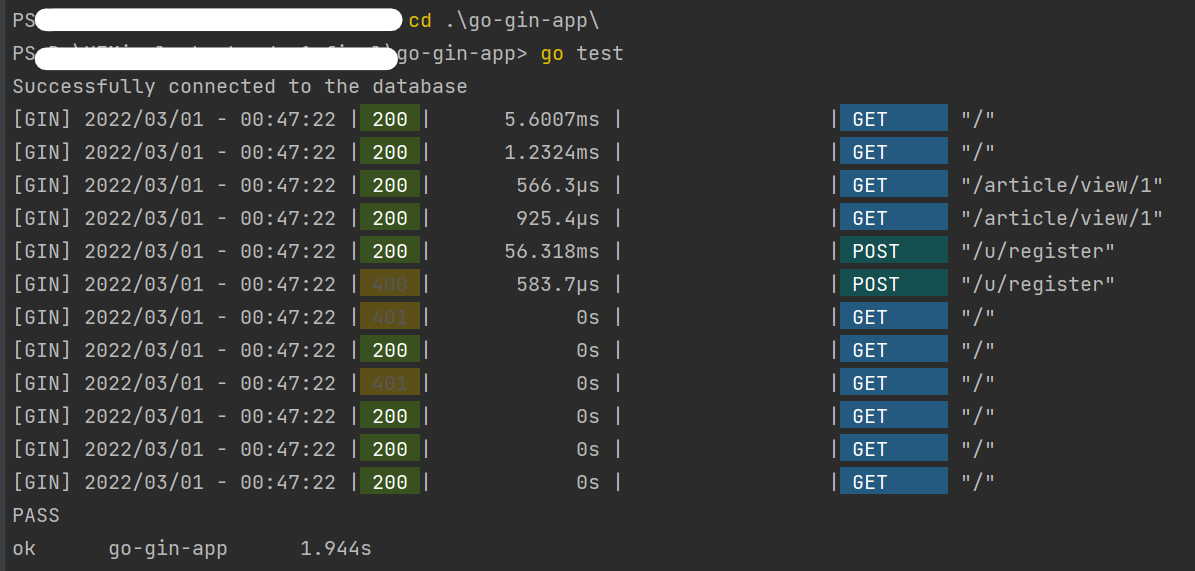 PS cd .\go-gin-app\
PS go-gin-app> go test
Successfully connected to the database
[GIN] 2022/03/01 - 00:47:22 | 200 | 5.6007ms | | GET "/"
[GIN] 2022/03/01 - 00:47:22 | 200 | 1.2324ms | | GET "/"
[GIN] 2022/03/01 - 00:47:22 | 200 | 566.3µs | | GET "/article/view/1"
[GIN] 2022/03/01 - 00:47:22 | 200 | 925.4µs | | GET "/article/view/1"
[GIN] 2022/03/01 - 00:47:22 | 200 | 56.318ms | | POST "/u/register"
[GIN] 2022/03/01 - 00:47:22 | 400 | 583.7µs | | POST "/u/register"
[GIN] 2022/03/01 - 00:47:22 | 401 | 0s | | GET "/"
[GIN] 2022/03/01 - 00:47:22 | 200 | 0s | | GET "/"
[GIN] 2022/03/01 - 00:47:22 | 401 | 0s | | GET "/"
[GIN] 2022/03/01 - 00:47:22 | 200 | 0s | | GET "/"
[GIN] 2022/03/01 - 00:47:22 | 200 | 0s | | GET "/"
[GIN] 2022/03/01 - 00:47:22 | 200 | 0s | | GET "/"
PASS
ok go-gin-app 1.944s